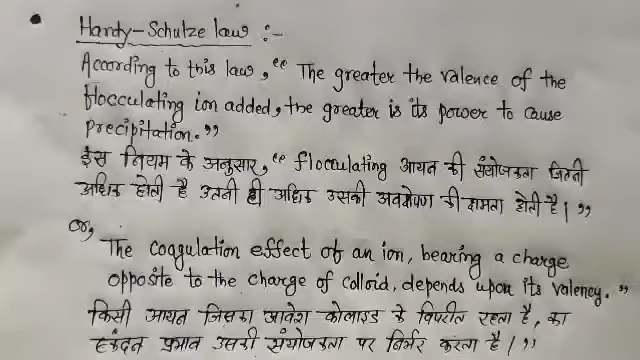 Hardy-Schulze law :-
According to this law, “ The greater the valence of the
flocculating ion added, the greater is its power to cause
Precipitation.”
इस नियम के अनुसार, “ flocculating आयन की संयोजकता जितनी
अधिक होती है उतनी ही अधिक उसकी अवक्षेपण की क्षमता होती है। ”
Or,
The coagulation effect of an ion, bearing a charge
opposite to the charge of colloid, depends upon its valency. ”
किसी आयन जिसका आवेश कोलाइड के विपरीत रहता है, का
स्कंदन प्रभाव उसकी संयोजकता पर निर्भर करता है। ”